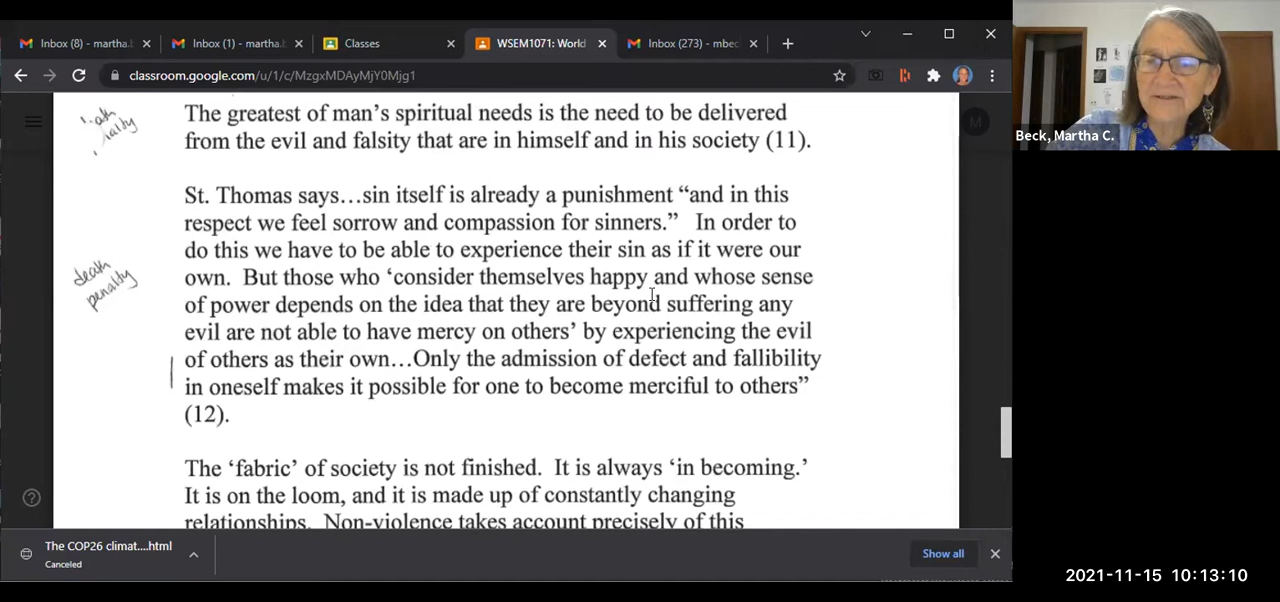 Inbox (8) - martha.b
Inbox (1) - martha.b
Classes
WSEM1071: World
Inbox (273) - mbec
classroom.google.com/u/1/c/MzgxMDAyMjY0Mjg1
The greatest of man's spiritual needs is the need to be delivered
from the evil and falsity that are in himself and in his society (11).
St. Thomas says…sin itself is already a punishment “and in this
respect we feel sorrow and compassion for sinners.” In order to
do this we have to be able to experience their sin as if it were our
own. But those who ‘consider themselves happy and whose sense
of power depends on the idea that they are beyond suffering any
evil are not able to have mercy on others’ by experiencing the evil
of others as their own…Only the admission of defect and fallibility
in oneself makes it possible for one to become merciful to others”
(12).
death
penalty
The ‘fabric’ of society is not finished. It is always ‘in becoming.’
It is on the loom, and it is made up of constantly changing
relationships. Non-violence takes account precisely of this
M
Beck, Martha C.
The COP26 climat....html
Canceled
Show all
2021-11-15 10:13:10